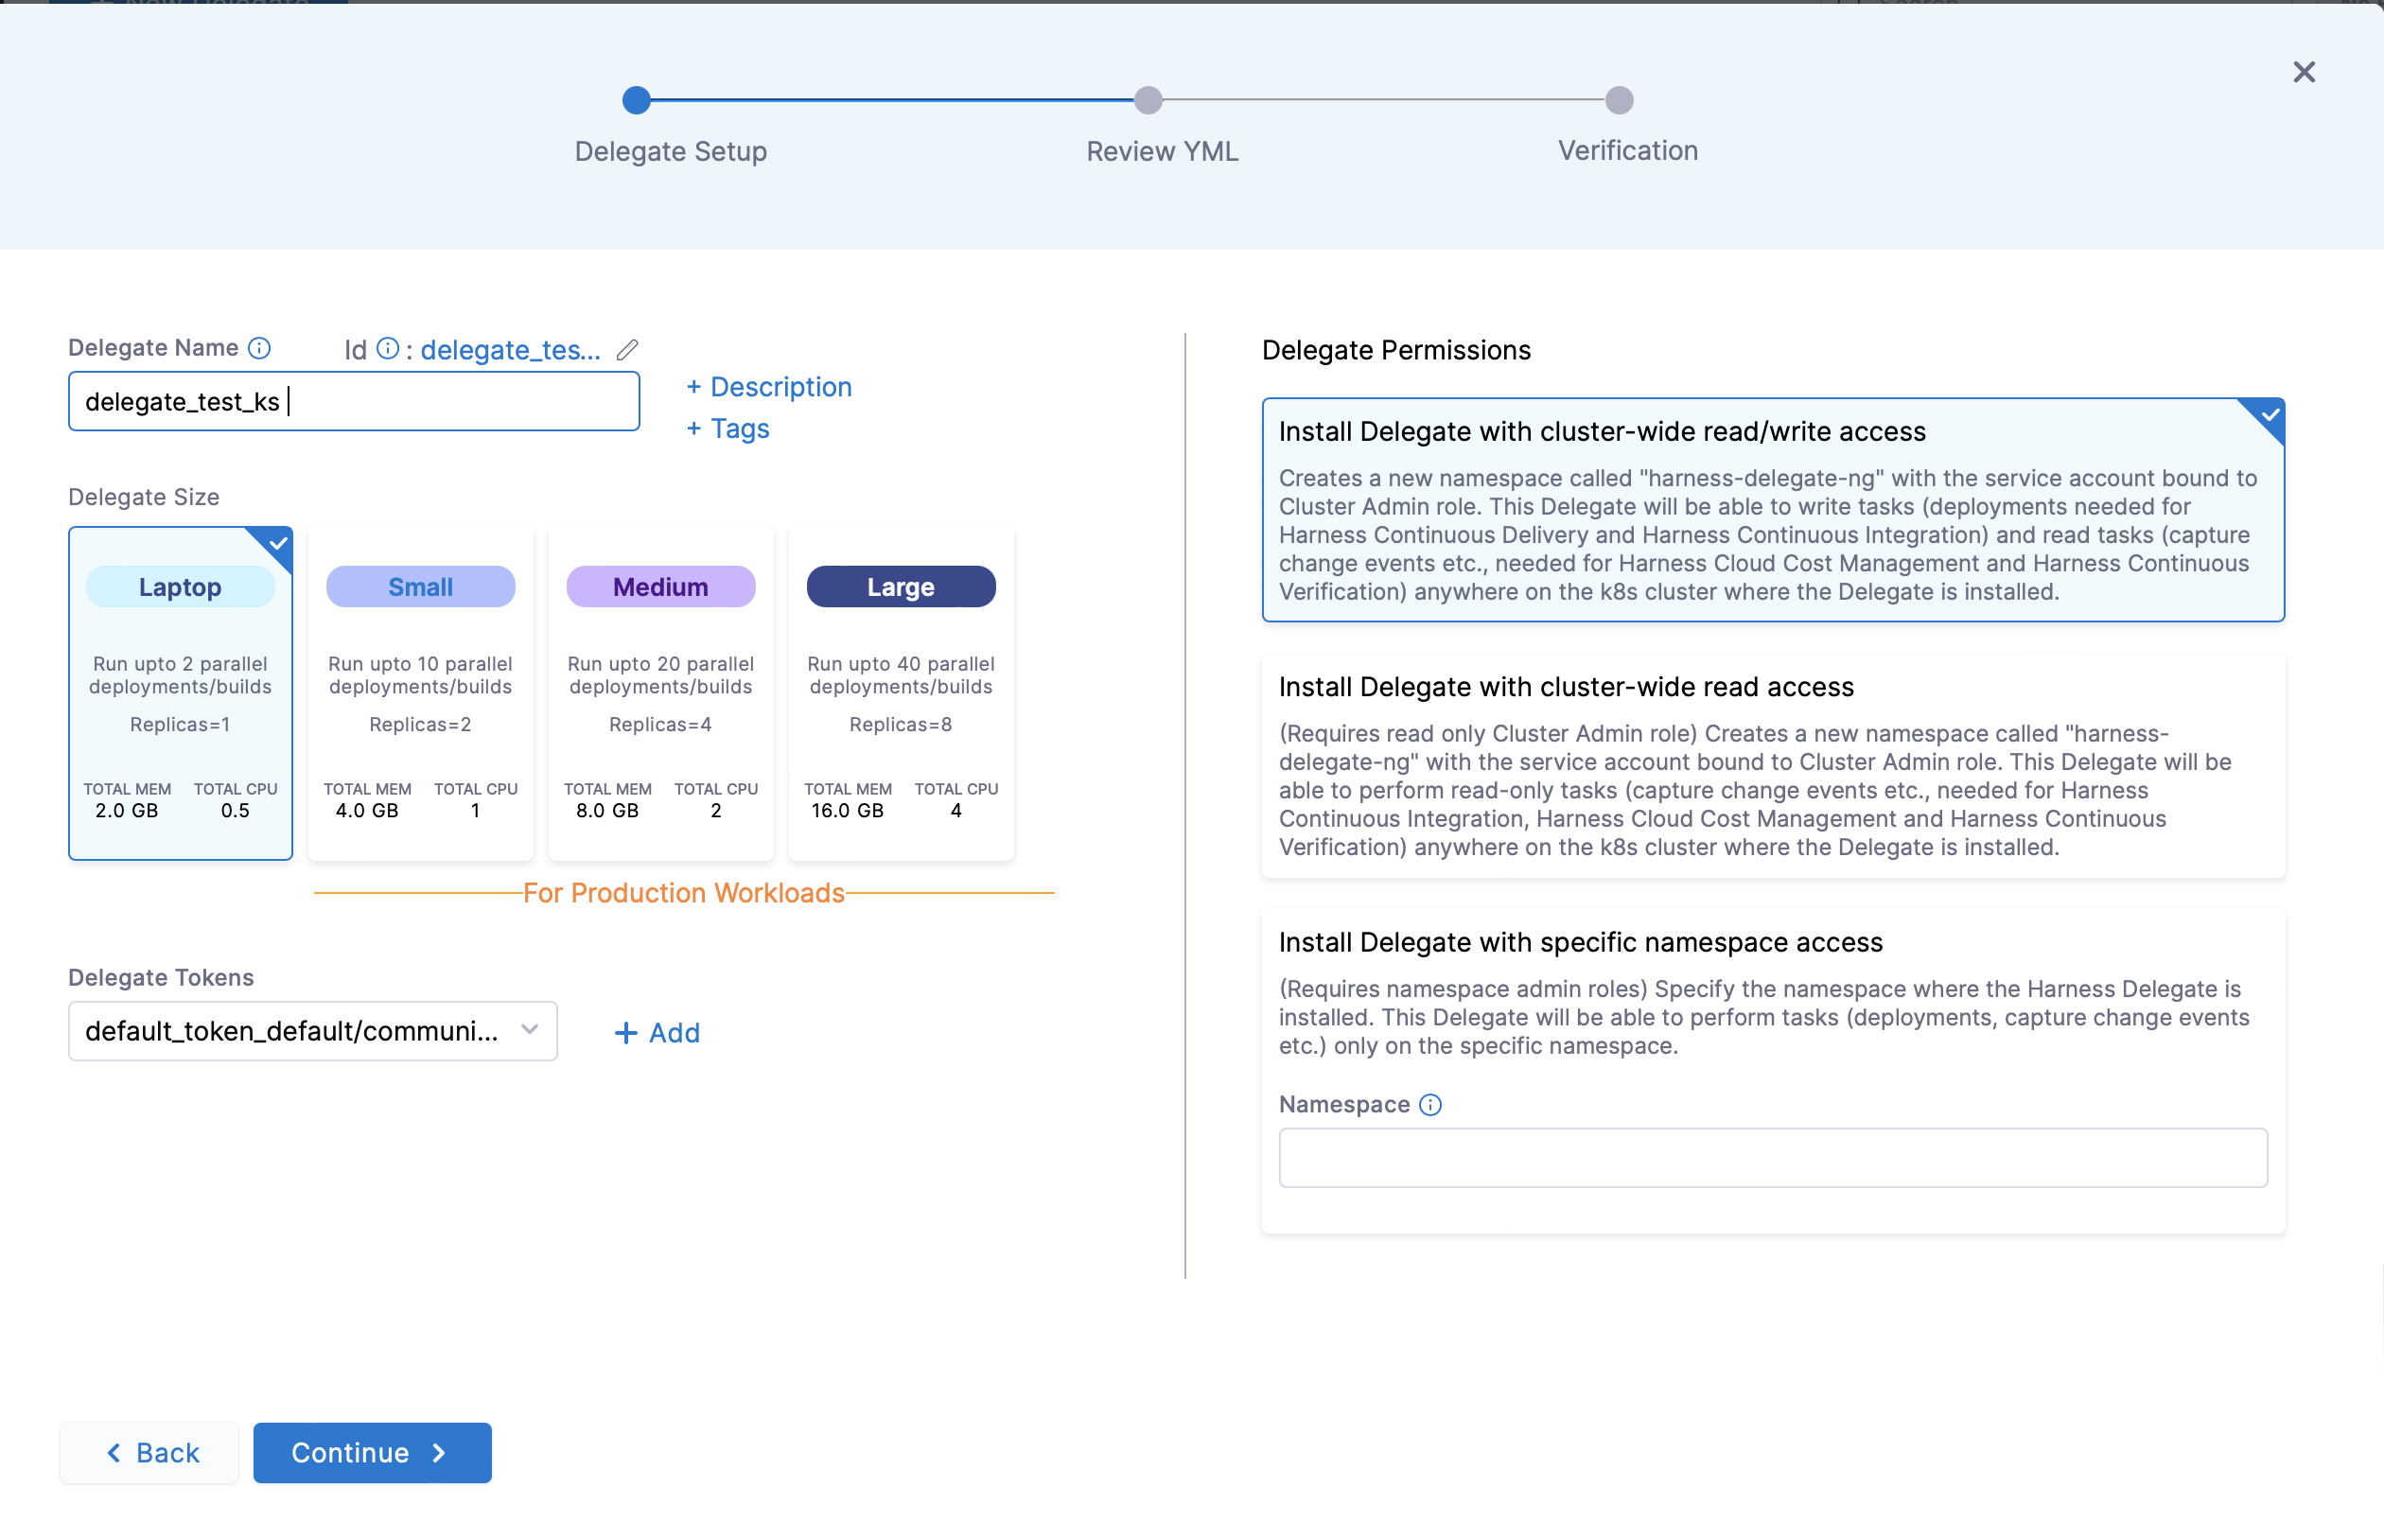 Delegate Setup
Review YML
Verification
Delegate Name
Id : delegate_tes...
delegate_test_ks
+ Description
+ Tags
Delegate Size
Laptop
Run upto 2 parallel
deployments/builds
Replicas=1
TOTAL MEM TOTAL CPU
2.0 GB 0.5
Small
Run upto 10 parallel
deployments/builds
Replicas=2
TOTAL MEM TOTAL CPU
4.0 GB 1
Medium
Run upto 20 parallel
deployments/builds
Replicas=4
TOTAL MEM TOTAL CPU
8.0 GB 2
Large
Run upto 40 parallel
deployments/builds
Replicas=8
TOTAL MEM TOTAL CPU
16.0 GB 4
For Production Workloads
Delegate Tokens
default_token_default/communi...
+ Add
Delegate Permissions
Install Delegate with cluster-wide read/write access
Creates a new namespace called "harness-delegate-ng" with the service account bound to
Cluster Admin role. This Delegate will be able to write tasks (deployments needed for
Harness Continuous Delivery and Harness Continuous Integration) and read tasks (capture
change events etc., needed for Harness Cloud Cost Management and Harness Continuous
Verification) anywhere on the k8s cluster where the Delegate is installed.
Install Delegate with cluster-wide read access
(Requires read only Cluster Admin role) Creates a new namespace called "harness-
delegate-ng" with the service account bound to Cluster Admin role. This Delegate will be
able to perform read-only tasks (capture change events etc., needed for Harness
Continuous Integration, Harness Cloud Cost Management and Harness Continuous
Verification) anywhere on the k8s cluster where the Delegate is installed.
Install Delegate with specific namespace access
(Requires namespace admin roles) Specify the namespace where the Harness Delegate is
installed. This Delegate will be able to perform tasks (deployments, capture change events
etc.) only on the specific namespace.
Namespace
Back
Continue